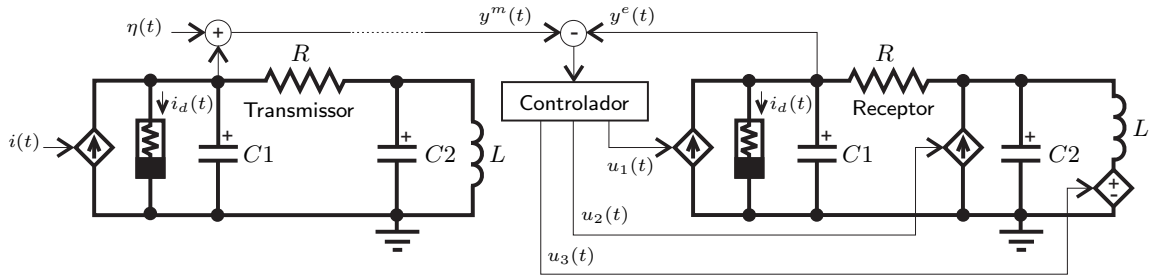 η(t)
+
y^m(t)
-
y^e(t)
R
Transmissor
i_d(t)
i(t)
+
C1
+
C2
L
Controlador
R
Receptor
i_d(t)
u_1(t)
+
C1
+
C2
L
+
-
u_2(t)
u_3(t)